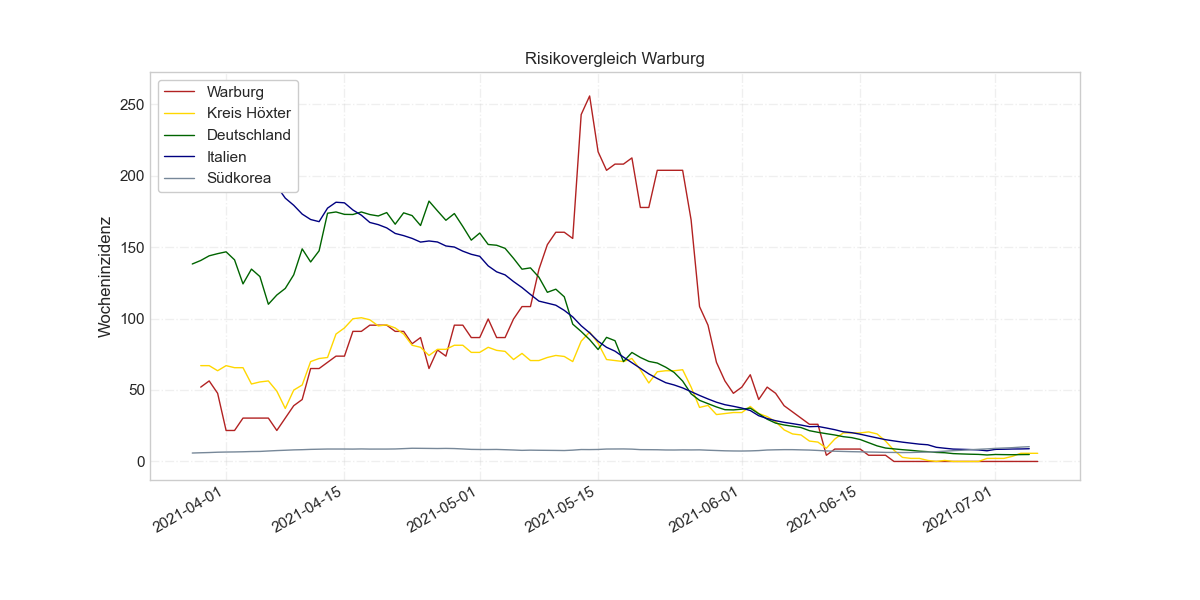 Risikovergleich Warburg
Warburg
Kreis Höxter
Deutschland
Italien
Südkorea
Wocheninzidenz
250
200
150
100
50
0
2021-04-01
2021-04-15
2021-05-01
2021-05-15
2021-06-01
2021-06-15
2021-07-01